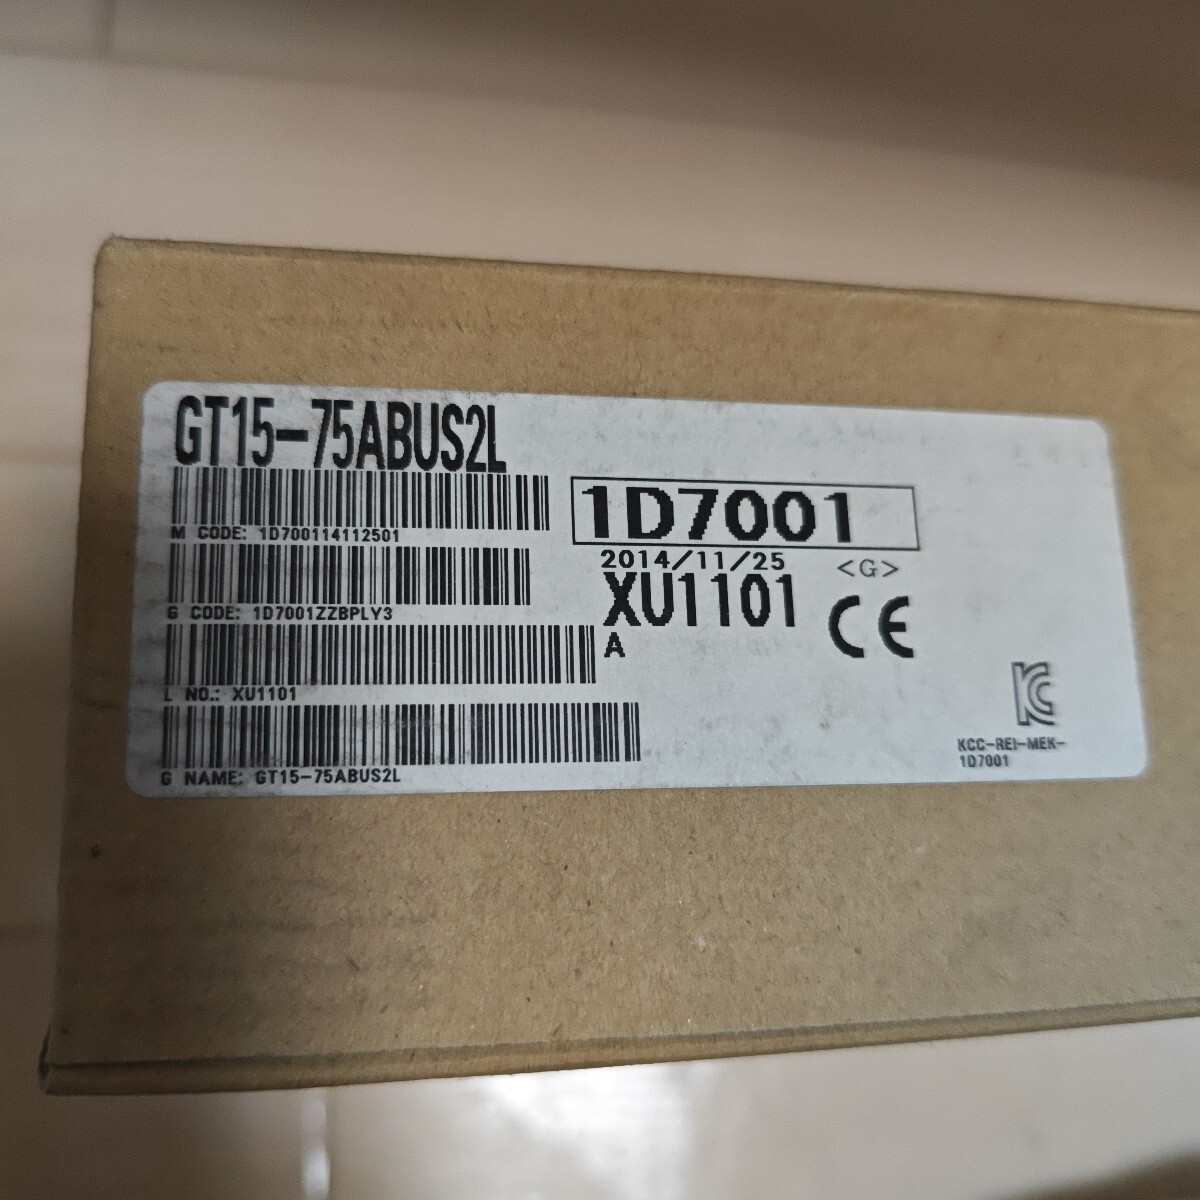 GT15-75ABUS2L
M CODE: 1D700114112501
G CODE: 1D7001ZZBPLY3
L NO.: XU1101
G NAME: GT15-75ABUS2L
1D7001
2014/11/25 <G>
XU1101
A
CE
KC
KCC-REI-MEK-
1D7001